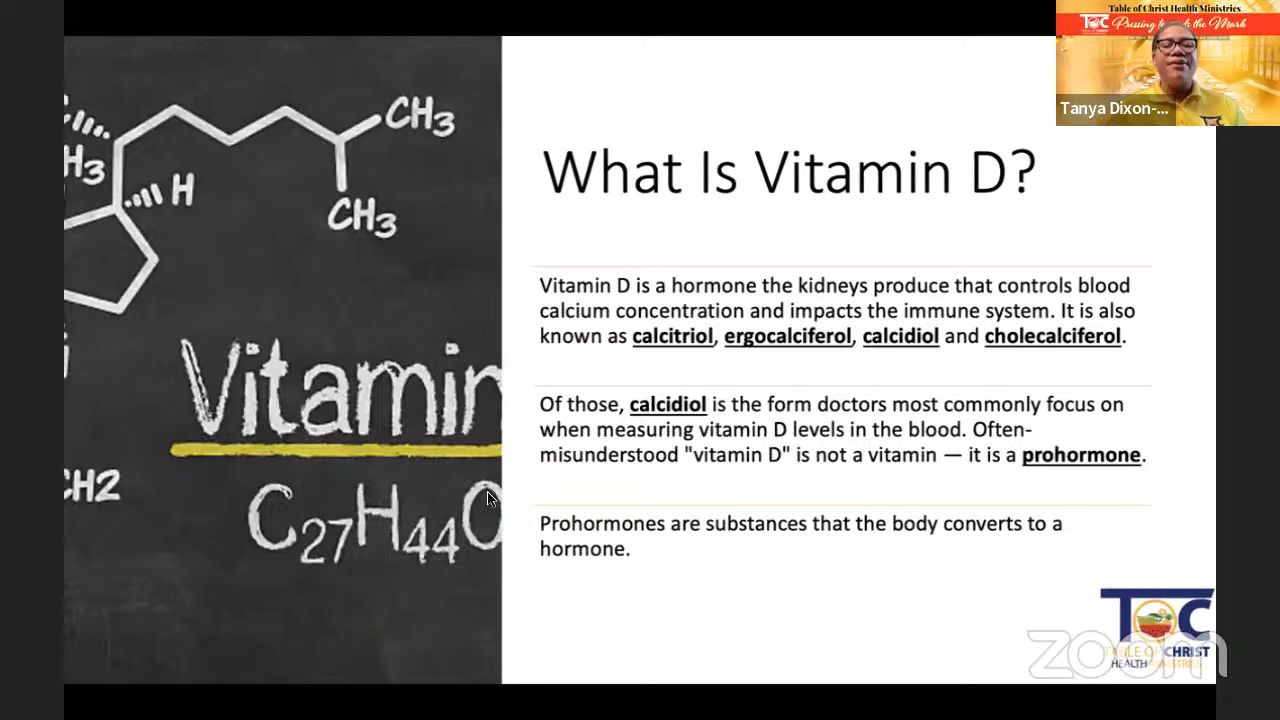 Table of Christ Health Ministries
TOC
Tanya Dixon-...
What Is Vitamin D?
Vitamin D is a hormone the kidneys produce that controls blood
calcium concentration and impacts the immune system. It is also
known as calcitriol, ergocalciferol, calcidiol and cholecalciferol.
Of those, calcidiol is the form doctors most commonly focus on
when measuring vitamin D levels in the blood. Often-
misunderstood "vitamin D" is not a vitamin — it is a prohormone.
Prohormones are substances that the body converts to a
hormone.
CH3
H3
H
CH3
Vitamin
CH2
C27H44O
TOC
TABLE OF CHRIST
HEALTH MINISTRIES
zoom